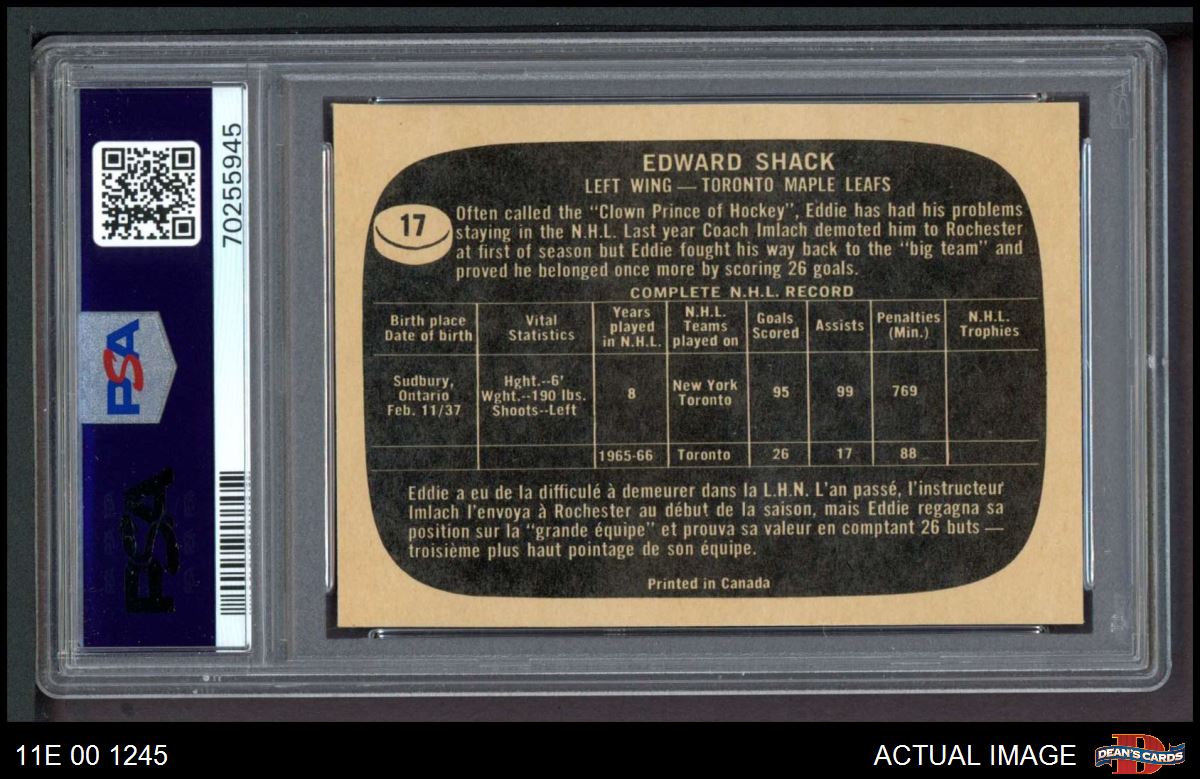 70255945
PSA
PSA
PSA
EDWARD SHACK
LEFT WING — TORONTO MAPLE LEAFS
17
Often called the "Clown Prince of Hockey", Eddie has had his problems
staying in the N.H.L. Last year Coach Imlach demoted him to Rochester
at first of season but Eddie fought his way back to the "big team" and
proved he belonged once more by scoring 26 goals.
COMPLETE N.H.L. RECORD
Birth place Date of birth | Vital Statistics | Years played in N.H.L. | N.H.L. Teams played on | Goals Scored | Assists | Penalties (Min.) | N.H.L. Trophies
Sudbury, Ontario Feb. 11/37 | Hght.--6' Wght.--190 lbs. Shoots--Left | 8 | New York Toronto | 95 | 99 | 769
1965-66 | Toronto | 26 | 17 | 88
Eddie a eu de la difficulé à demeurer dans la L.H.N. L'an passé, l'instructeur
Imlach l'envoya à Rochester au début de la saison, mais Eddie regagna sa
position sur la "grande équipe" et prouva sa valeur en comptant 26 buts —
troisième plus haut pointage de son équipe.
Printed in Canada
11E 00 1245
ACTUAL IMAGE
DEAN'S CARDS